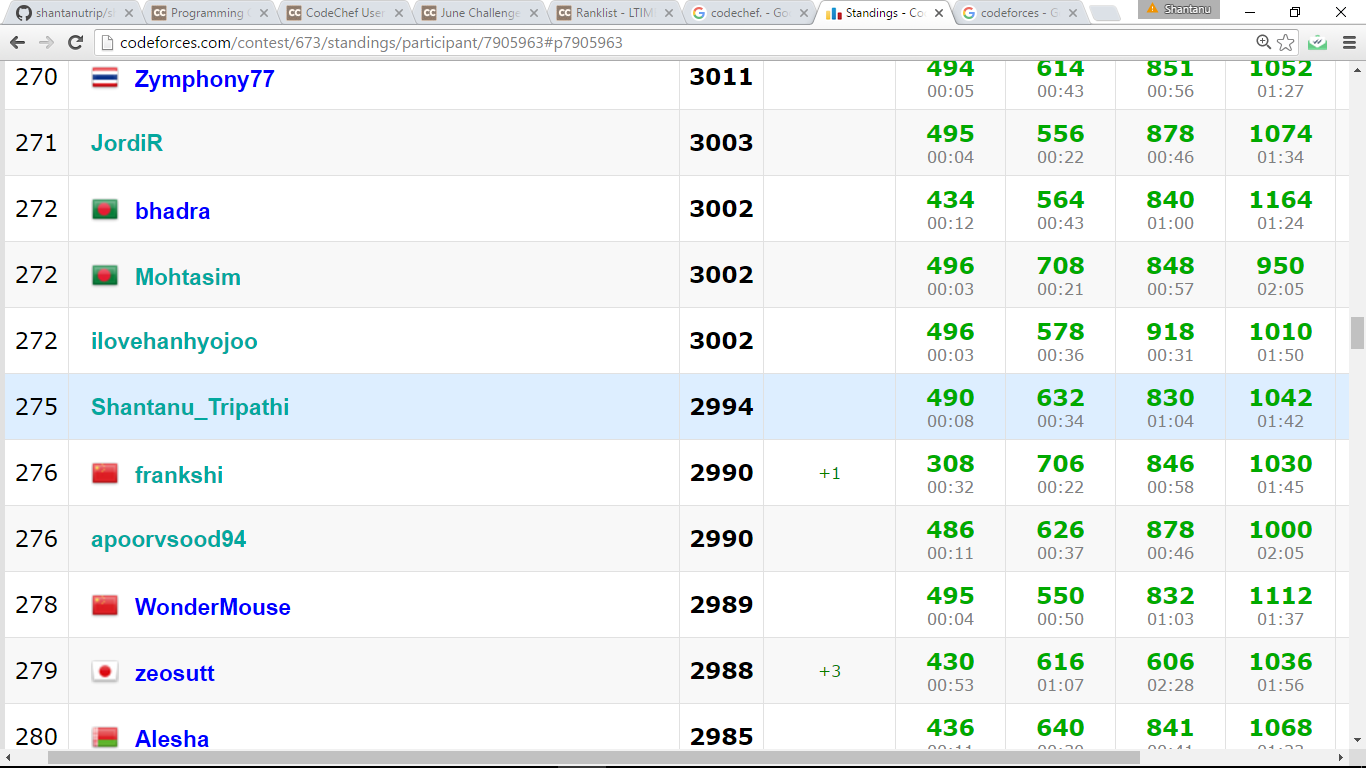 shantanutrip/sl
Programming
CodeChef User
June Challenge
Ranklist - LTIM
codechef. - Go
Standings - Co
codeforces - G
Shantanu
codeforces.com/contest/673/standings/participant/7905963#p7905963
270 Zymphony77 3011 494 614 851 1052
00:05 00:43 00:56 01:27
271 JordiR 3003 495 556 878 1074
00:04 00:22 00:46 01:34
272 bhadra 3002 434 564 840 1164
00:12 00:43 01:00 01:24
272 Mohtasim 3002 496 708 848 950
00:03 00:21 00:57 02:05
272 ilovehanhyojoo 3002 496 578 918 1010
00:03 00:36 00:31 01:50
275 Shantanu_Tripathi 2994 490 632 830 1042
00:08 00:34 01:04 01:42
276 frankshi 2990 +1 308 706 846 1030
00:32 00:22 00:58 01:45
276 apoorvsood94 2990 486 626 878 1000
00:11 00:37 00:46 02:05
278 WonderMouse 2989 495 550 832 1112
00:04 00:50 01:03 01:37
279 zeosutt 2988 +3 430 616 606 1036
00:53 01:07 02:28 01:56
280 Alesha 2985 436 640 841 1068